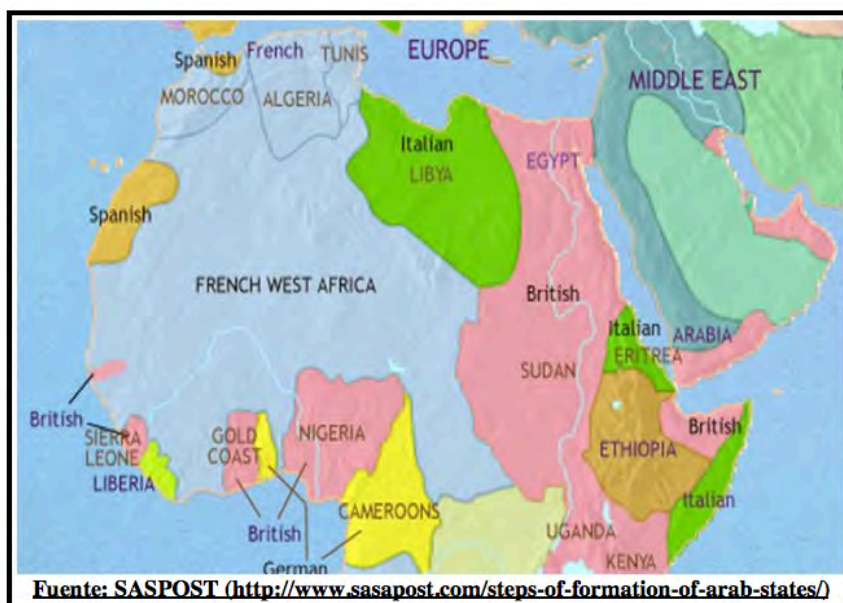 Spanish
French
TUNIS
EUROPE
MIDDLE EAST
MOROCCO
ALGERIA
Italian
LIBYA
EGYPT
Spanish
FRENCH WEST AFRICA
British
Italian
ERITREA
ARABIA
SUDAN
British
SIERRA
LEONE
LIBERIA
GOLD
COAST
NIGERIA
British
German
CAMEROONS
ETHIOPIA
British
Italian
UGANDA
KENYA
Fuente: SASPOST (http://www.sasapost.com/steps-of-formation-of-arab-states/)